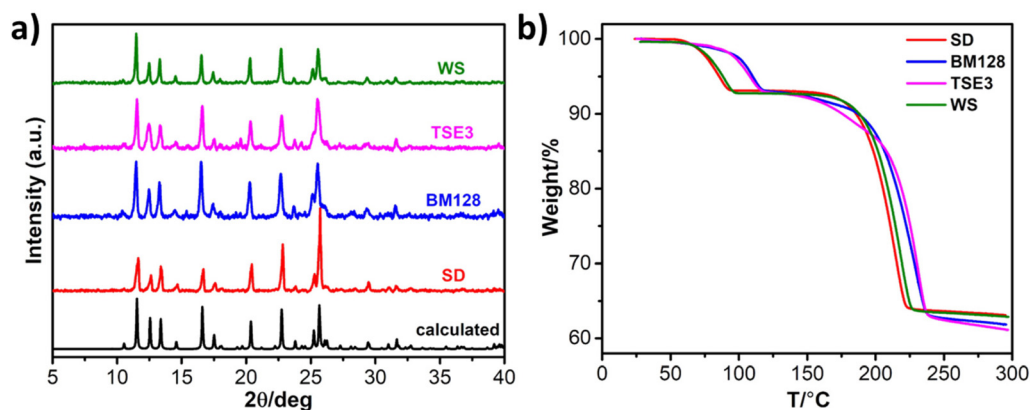 a)
WS
TSE3
BM128
SD
calculated
Intensity (a.u.)
5 10 15 20 25 30 35 40
2θ/deg
b)
SD
BM128
TSE3
WS
100
90
80
70
60
Weight/%
0 50 100 150 200 250 300
T/°C